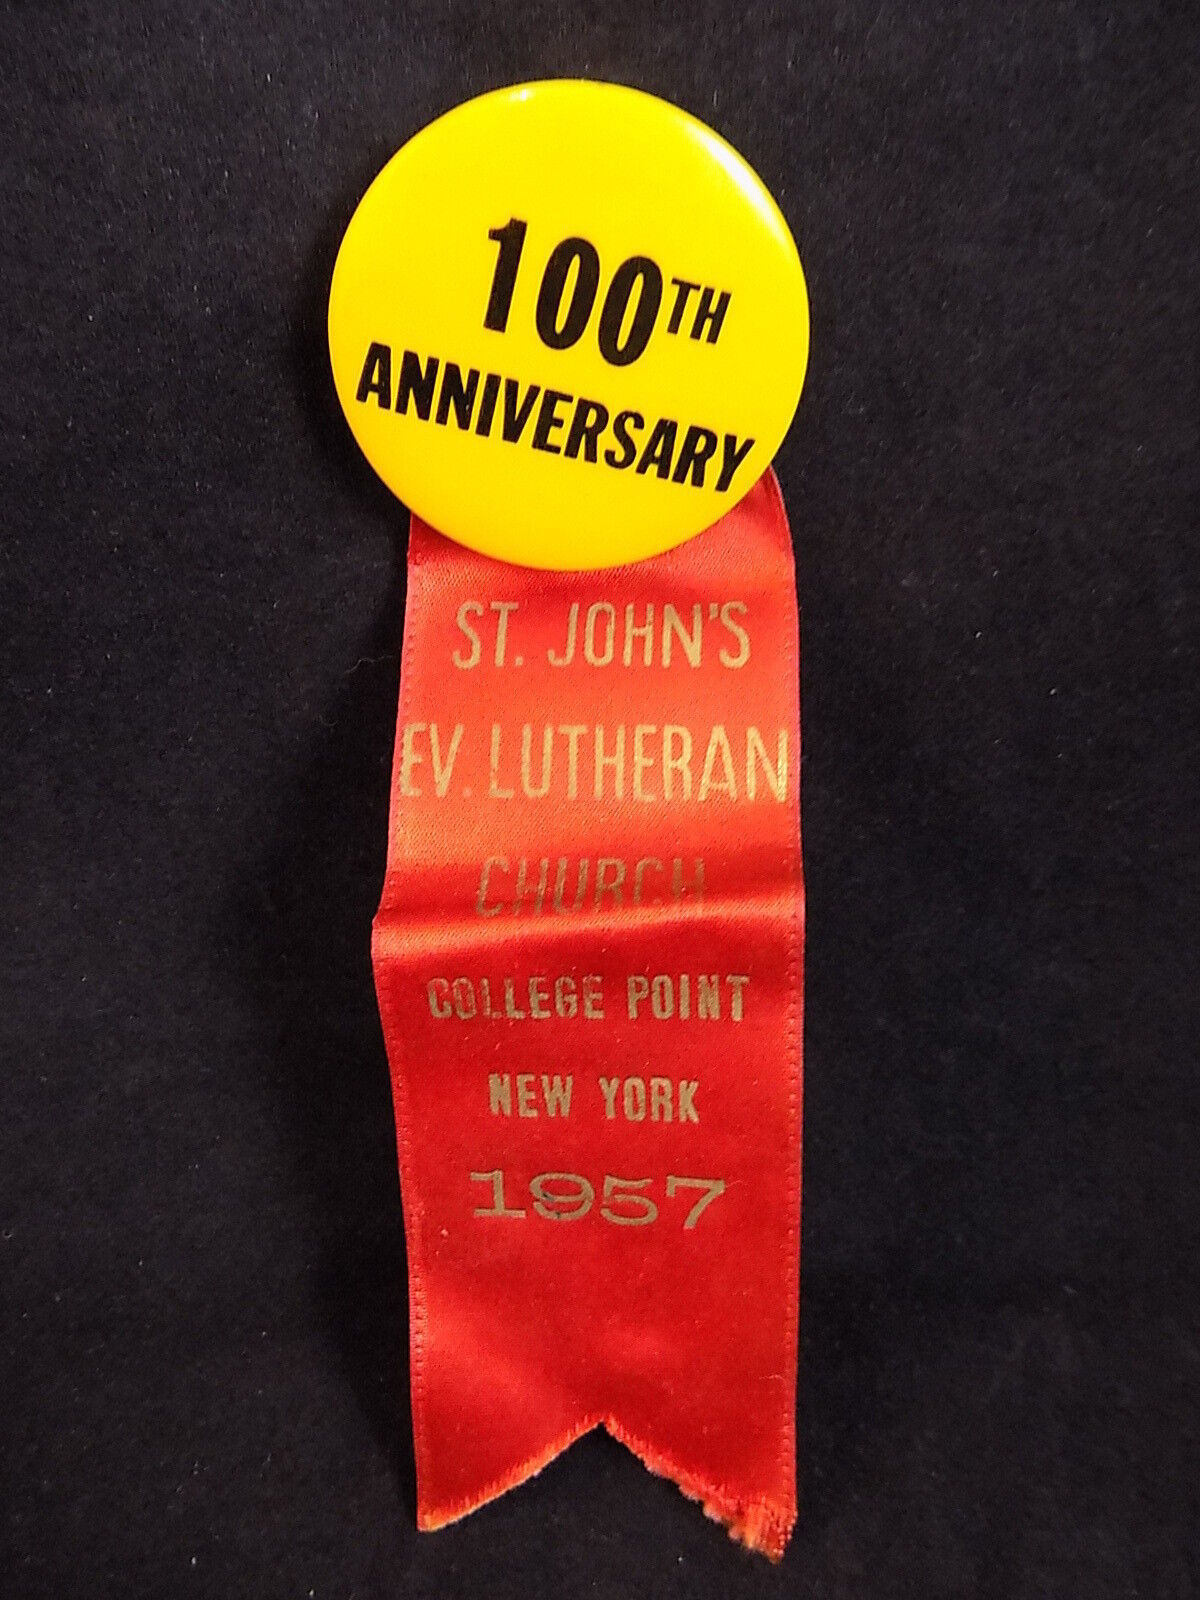 100TH
ANNIVERSARY
ST. JOHN'S
EV. LUTHERAN
CHURCH
COLLEGE POINT
NEW YORK
1957